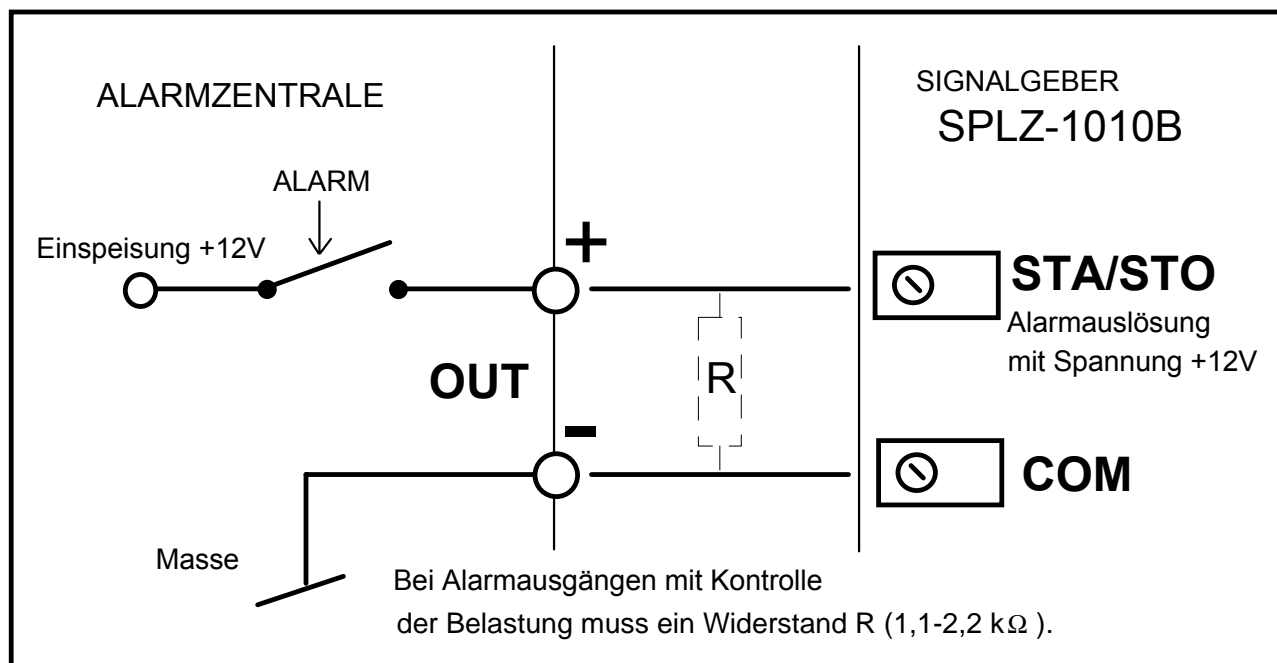 ALARMZENTRALE
SIGNALGEBER
SPLZ-1010B
ALARM
Einspeisung +12V
+
STA/STO
Alarmauslösung
mit Spannung +12V
OUT
R
-
COM
Masse
Bei Alarmausgängen mit Kontrolle
der Belastung muss ein Widerstand R (1,1-2,2 kΩ ).